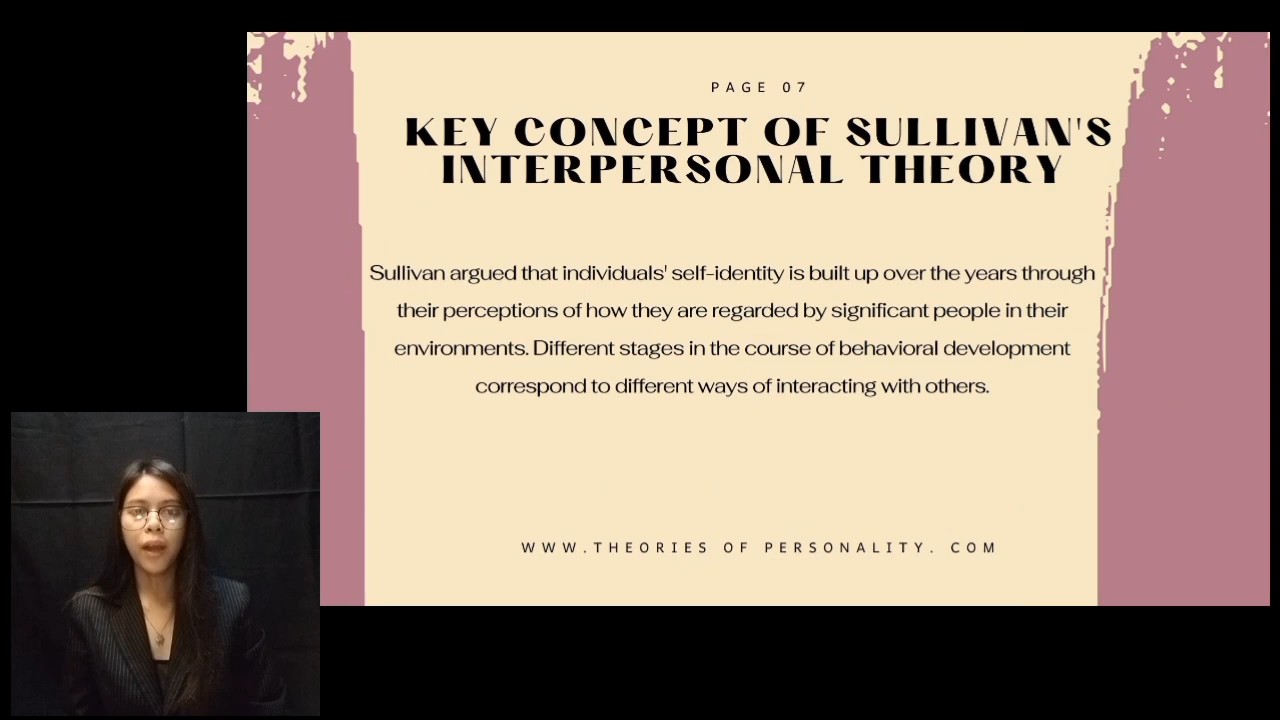 PAGE 07
KEY CONCEPT OF SULLIVAN'S
INTERPERSONAL THEORY
Sullivan argued that individuals' self-identity is built up over the years through
their perceptions of how they are regarded by significant people in their
environments. Different stages in the course of behavioral development
correspond to different ways of interacting with others.
WWW.THEORIES OF PERSONALITY. COM